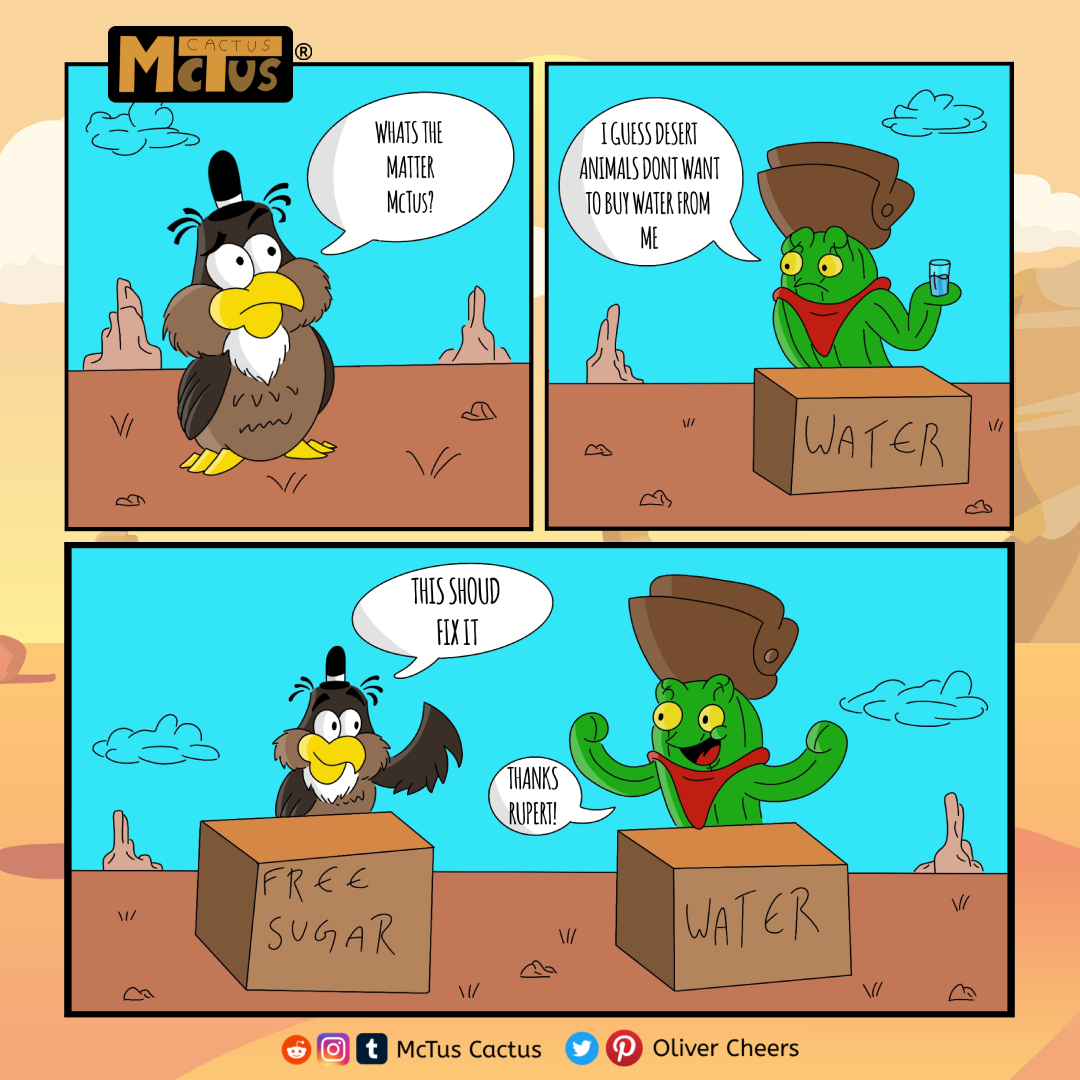 CACTUS
McTus®
WHATS THE
MATTER
McTus?
I GUESS DESERT
ANIMALS DONT WANT
TO BUY WATER FROM
ME
WATER
THIS SHOUD
FIX IT
THANKS
RUPERT!
FREE
SUGAR
WATER
McTus Cactus
Oliver Cheers